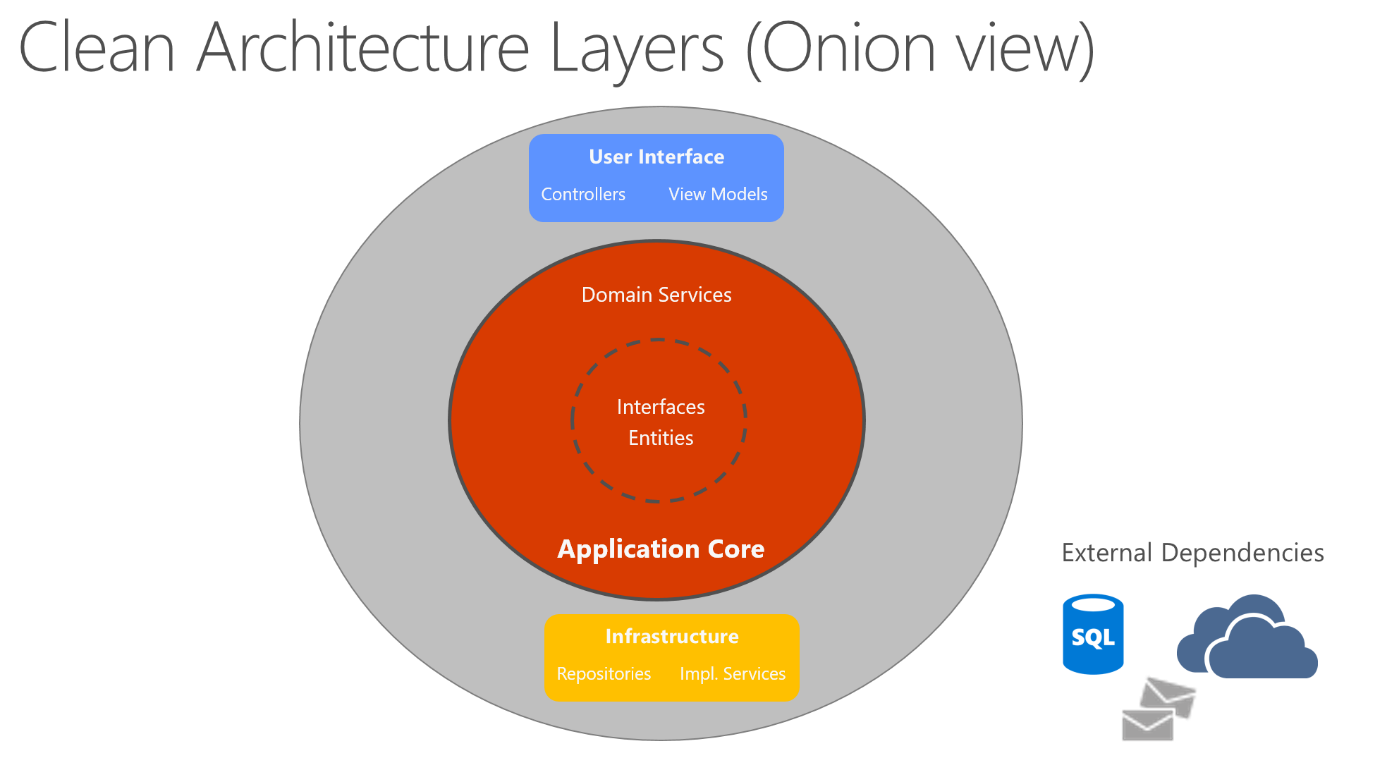 Clean Architecture Layers (Onion view)
User Interface
Controllers View Models
Domain Services
Interfaces
Entities
Application Core
Infrastructure
Repositories Impl. Services
External Dependencies
SQL